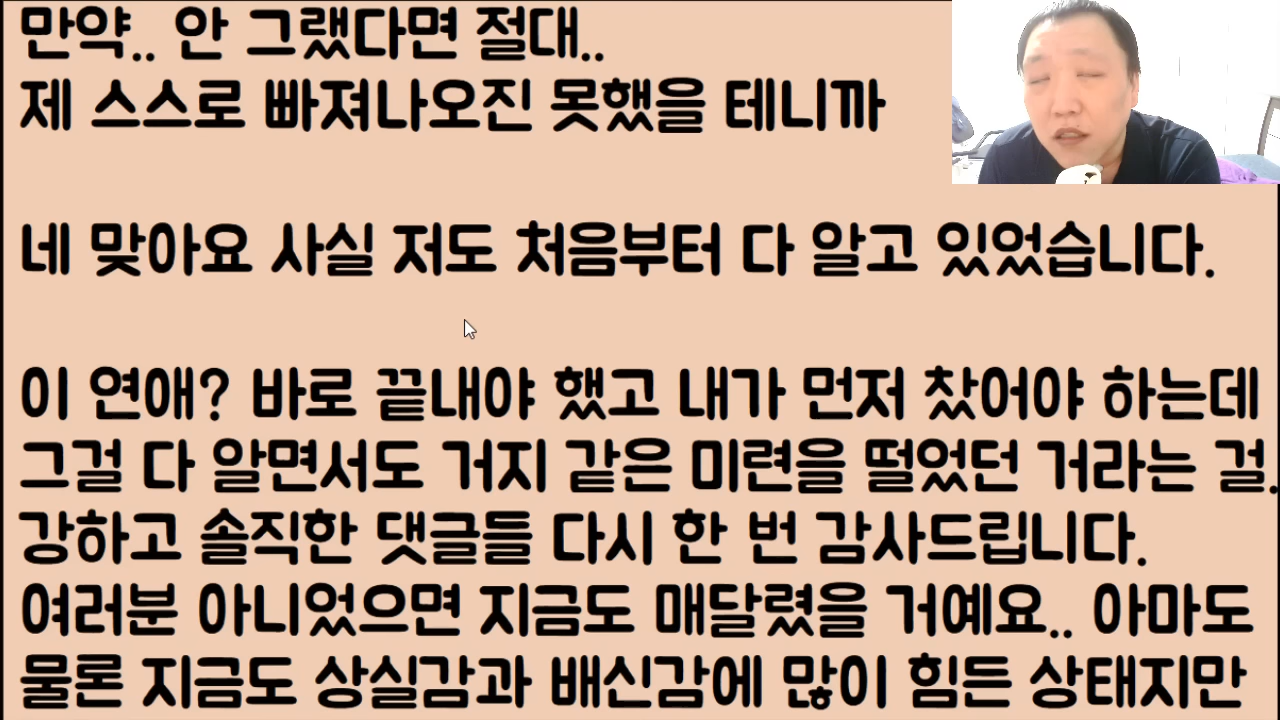 만약.. 안 그랬다면 절대..
제 스스로 빠져나오진 못했을 테니까
네 맞아요 사실 저도 처음부터 다 알고 있었습니다.
이 연애? 바로 끝내야 했고 내가 먼저 찼어야 하는데
그걸 다 알면서도 거지 같은 미련을 떨었던 거라는 걸.
강하고 솔직한 댓글들 다시 한 번 감사드립니다.
여러분 아니었으면 지금도 매달렸을 거예요.. 아마도
물론 지금도 상실감과 배신감에 많이 힘든 상태지만